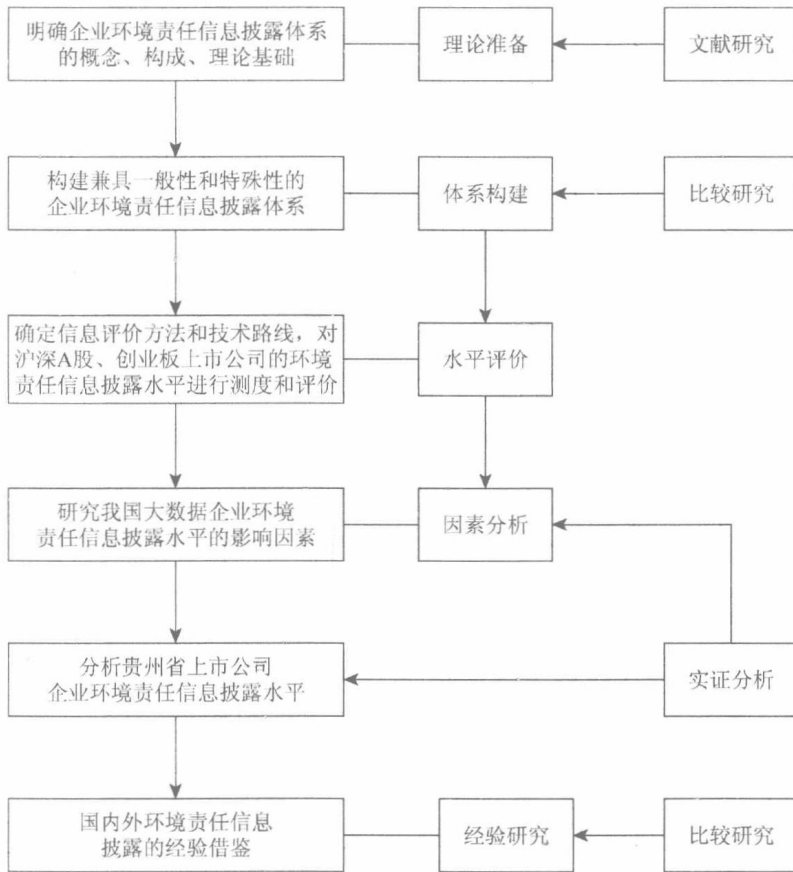 明确企业环境责任信息披露体系
的概念、构成、理论基础
理论准备
文献研究
构建兼具一般性和特殊性的
企业环境责任信息披露体系
体系构建
比较研究
确定信息评价方法和技术路线，对
沪深A股、创业板上市公司的环境
责任信息披露水平进行测度和评价
水平评价
研究我国大数据企业环境
责任信息披露水平的影响因素
因素分析
分析贵州省上市公司
企业环境责任信息披露水平
实证分析
国内外环境责任信息
披露的经验借鉴
经验研究
比较研究